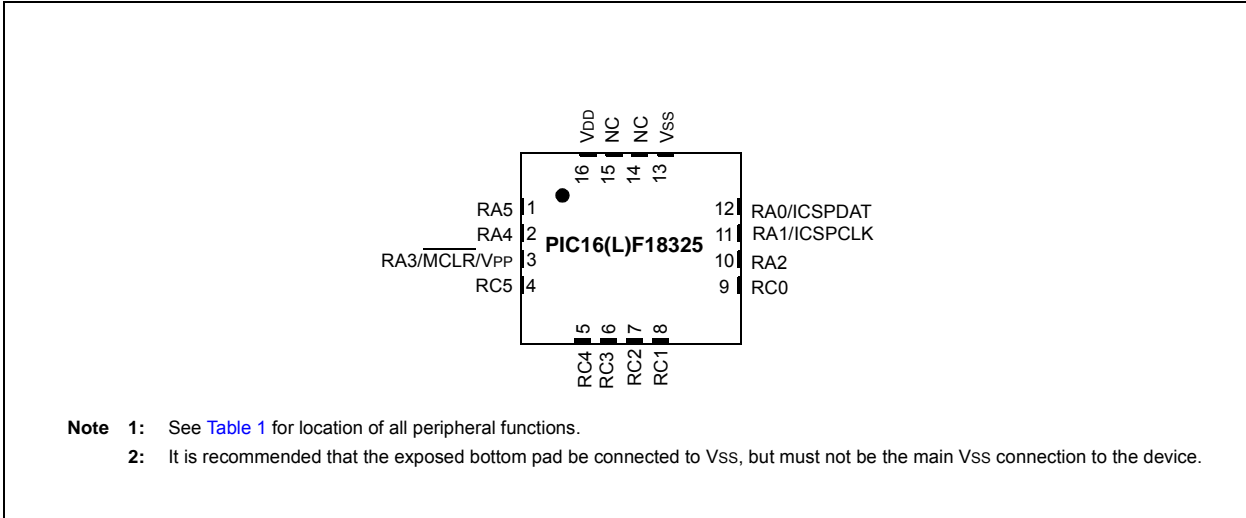 VDD
NC
NC
VSS
16
15
14
13
RA5 1
RA4 2
RA3/MCLR/VPP 3
RC5 4
PIC16(L)F18325
12 RA0/ICSPDAT
11 RA1/ICSPCLK
10 RA2
9 RC0
5
6
7
8
RC4
RC3
RC2
RC1
Note 1: See Table 1 for location of all peripheral functions.
2: It is recommended that the exposed bottom pad be connected to VSS, but must not be the main VSS connection to the device.